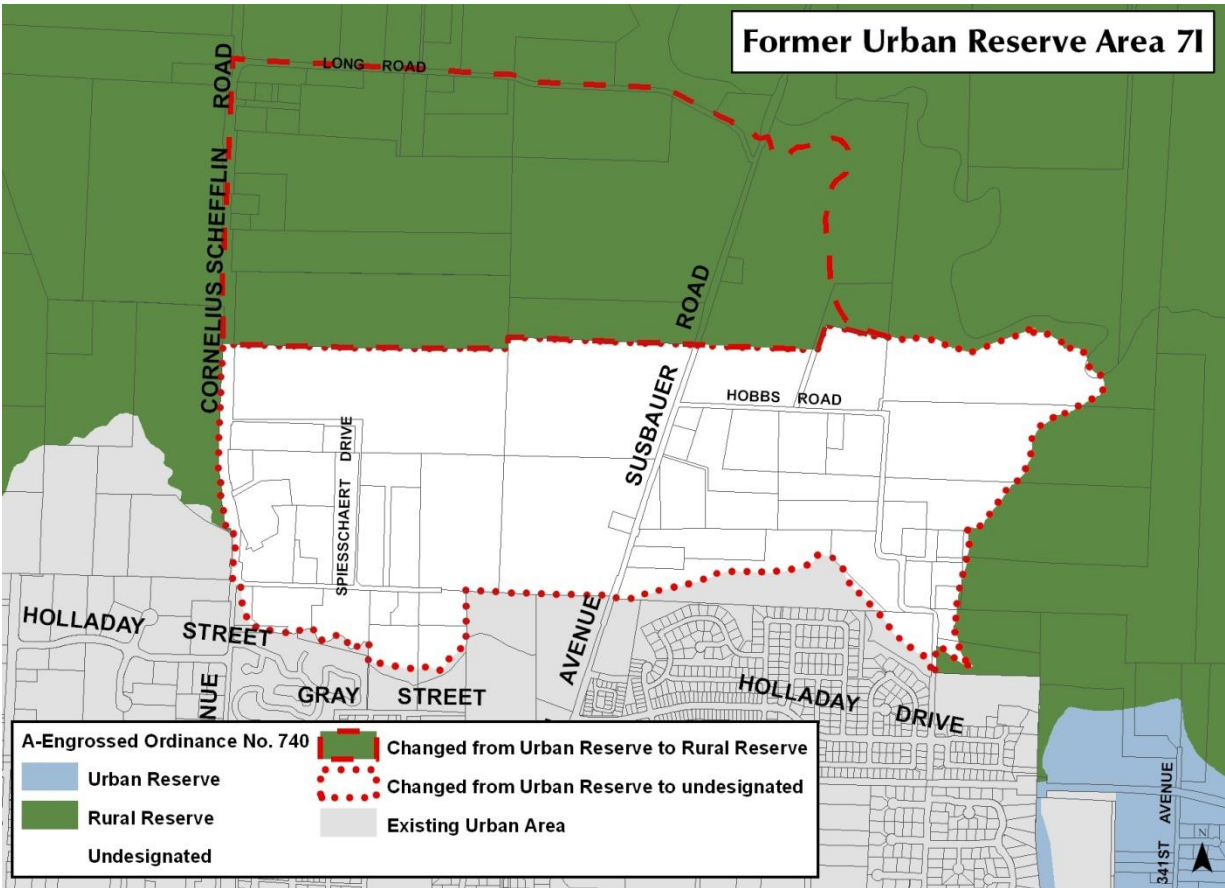 Former Urban Reserve Area 7I
LONG ROAD
CORNELIUS SCHEFFLIN ROAD
SUSBAUER ROAD
HOBBS ROAD
SPIESSCHAERT DRIVE
HOLLADAY STREET
AVENUE
GRAY STREET
HOLLADAY DRIVE
NUE
A-Engrossed Ordinance No. 740
Urban Reserve
Rural Reserve
Undesignated
Changed from Urban Reserve to Rural Reserve
Changed from Urban Reserve to undesignated
Existing Urban Area
341ST AVENUE
N